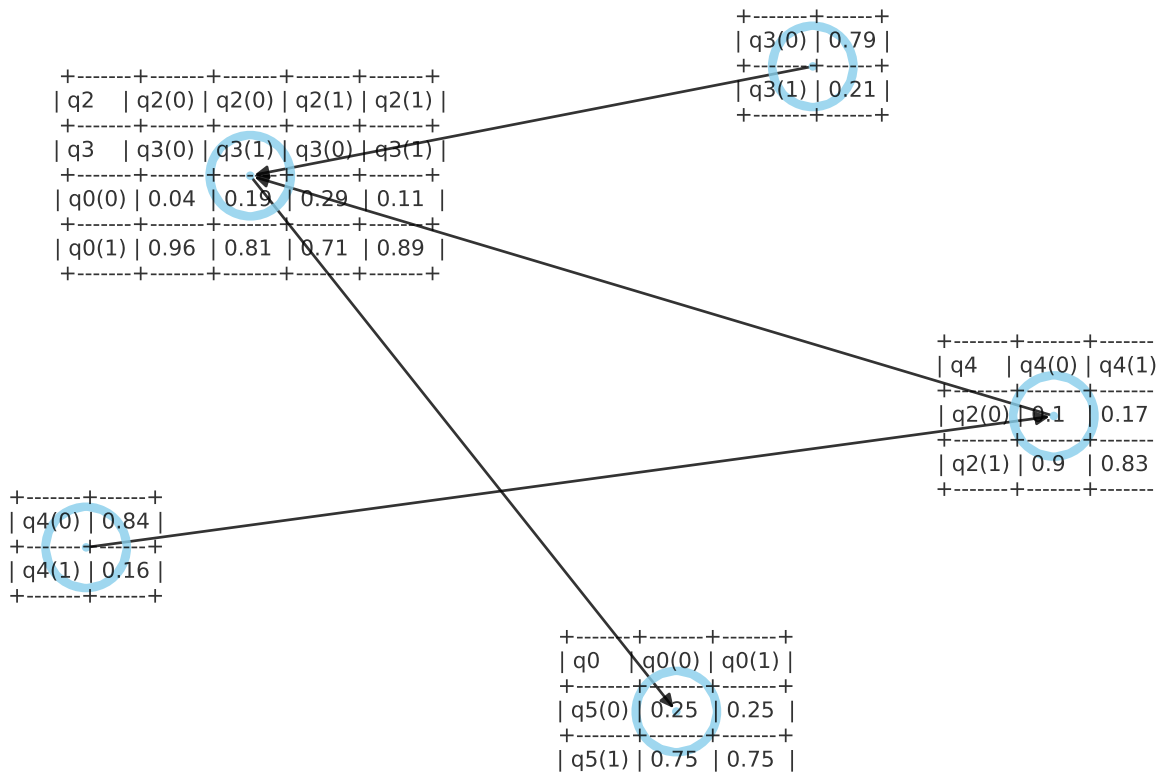 +-------+---------+
| q3(0) | 0.79 |
+-------+---------+
| q3(1) | 0.21 |
+-------+---------+
+-------+-------+-------+-------+-------+
| q2 | q2(0) | q2(0) | q2(1) | q2(1) |
+-------+-------+-------+-------+-------+
| q3 | q3(0) | q3(1) | q3(0) | q3(1) |
+-------+-------+-------+-------+-------+
| q0(0) | 0.04 | 0.19 | 0.29 | 0.11 |
+-------+-------+-------+-------+-------+
| q0(1) | 0.96 | 0.81 | 0.71 | 0.89 |
+-------+-------+-------+-------+-------+
+-------+-------+-------
| q4 | q4(0) | q4(1)
+-------+-------+-------
| q2(0) | 0.1 | 0.17
+-------+-------+-------
| q2(1) | 0.9 | 0.83
+-------+-------+-------
+-------+------+
| q4(0) | 0.84 |
+-------+------+
| q4(1) | 0.16 |
+-------+------+
+-------+-------+-------+
| q0 | q0(0) | q0(1) |
+-------+-------+-------+
| q5(0) | 0.25 | 0.25 |
+-------+-------+-------+
| q5(1) | 0.75 | 0.75 |